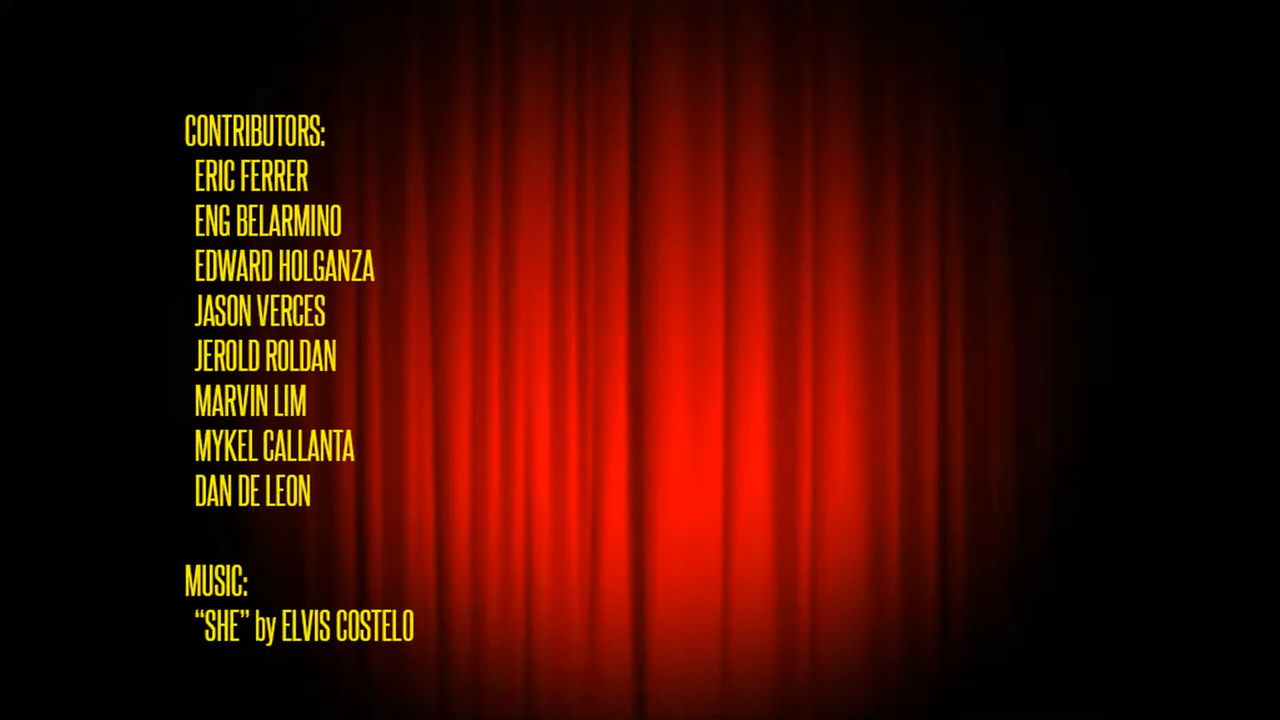 CONTRIBUTORS:
ERIC FERRER
ENG BELARMINO
EDWARD HOLGANZA
JASON VERCES
JEROLD ROLDAN
MARVIN LIM
MYKEL CALLANTA
DAN DE LEON
MUSIC:
“SHE” by ELVIS COSTELO